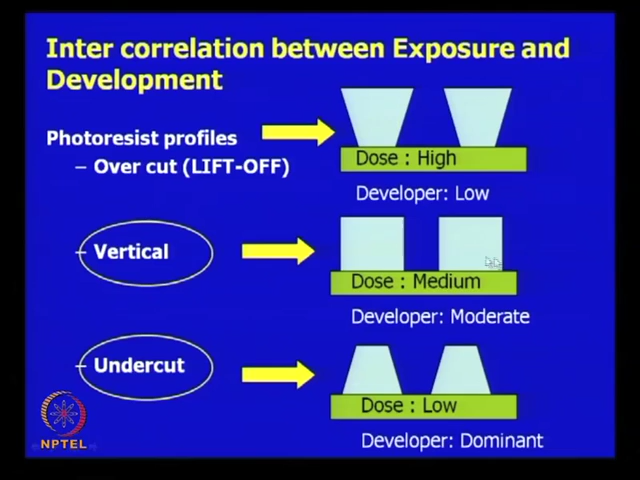 Inter correlation between Exposure and
Development
Photoresist profiles
– Over cut (LIFT-OFF)
Dose : High
Developer: Low
– Vertical
Dose : Medium
Developer: Moderate
– Undercut
Dose : Low
Developer: Dominant
NPTEL